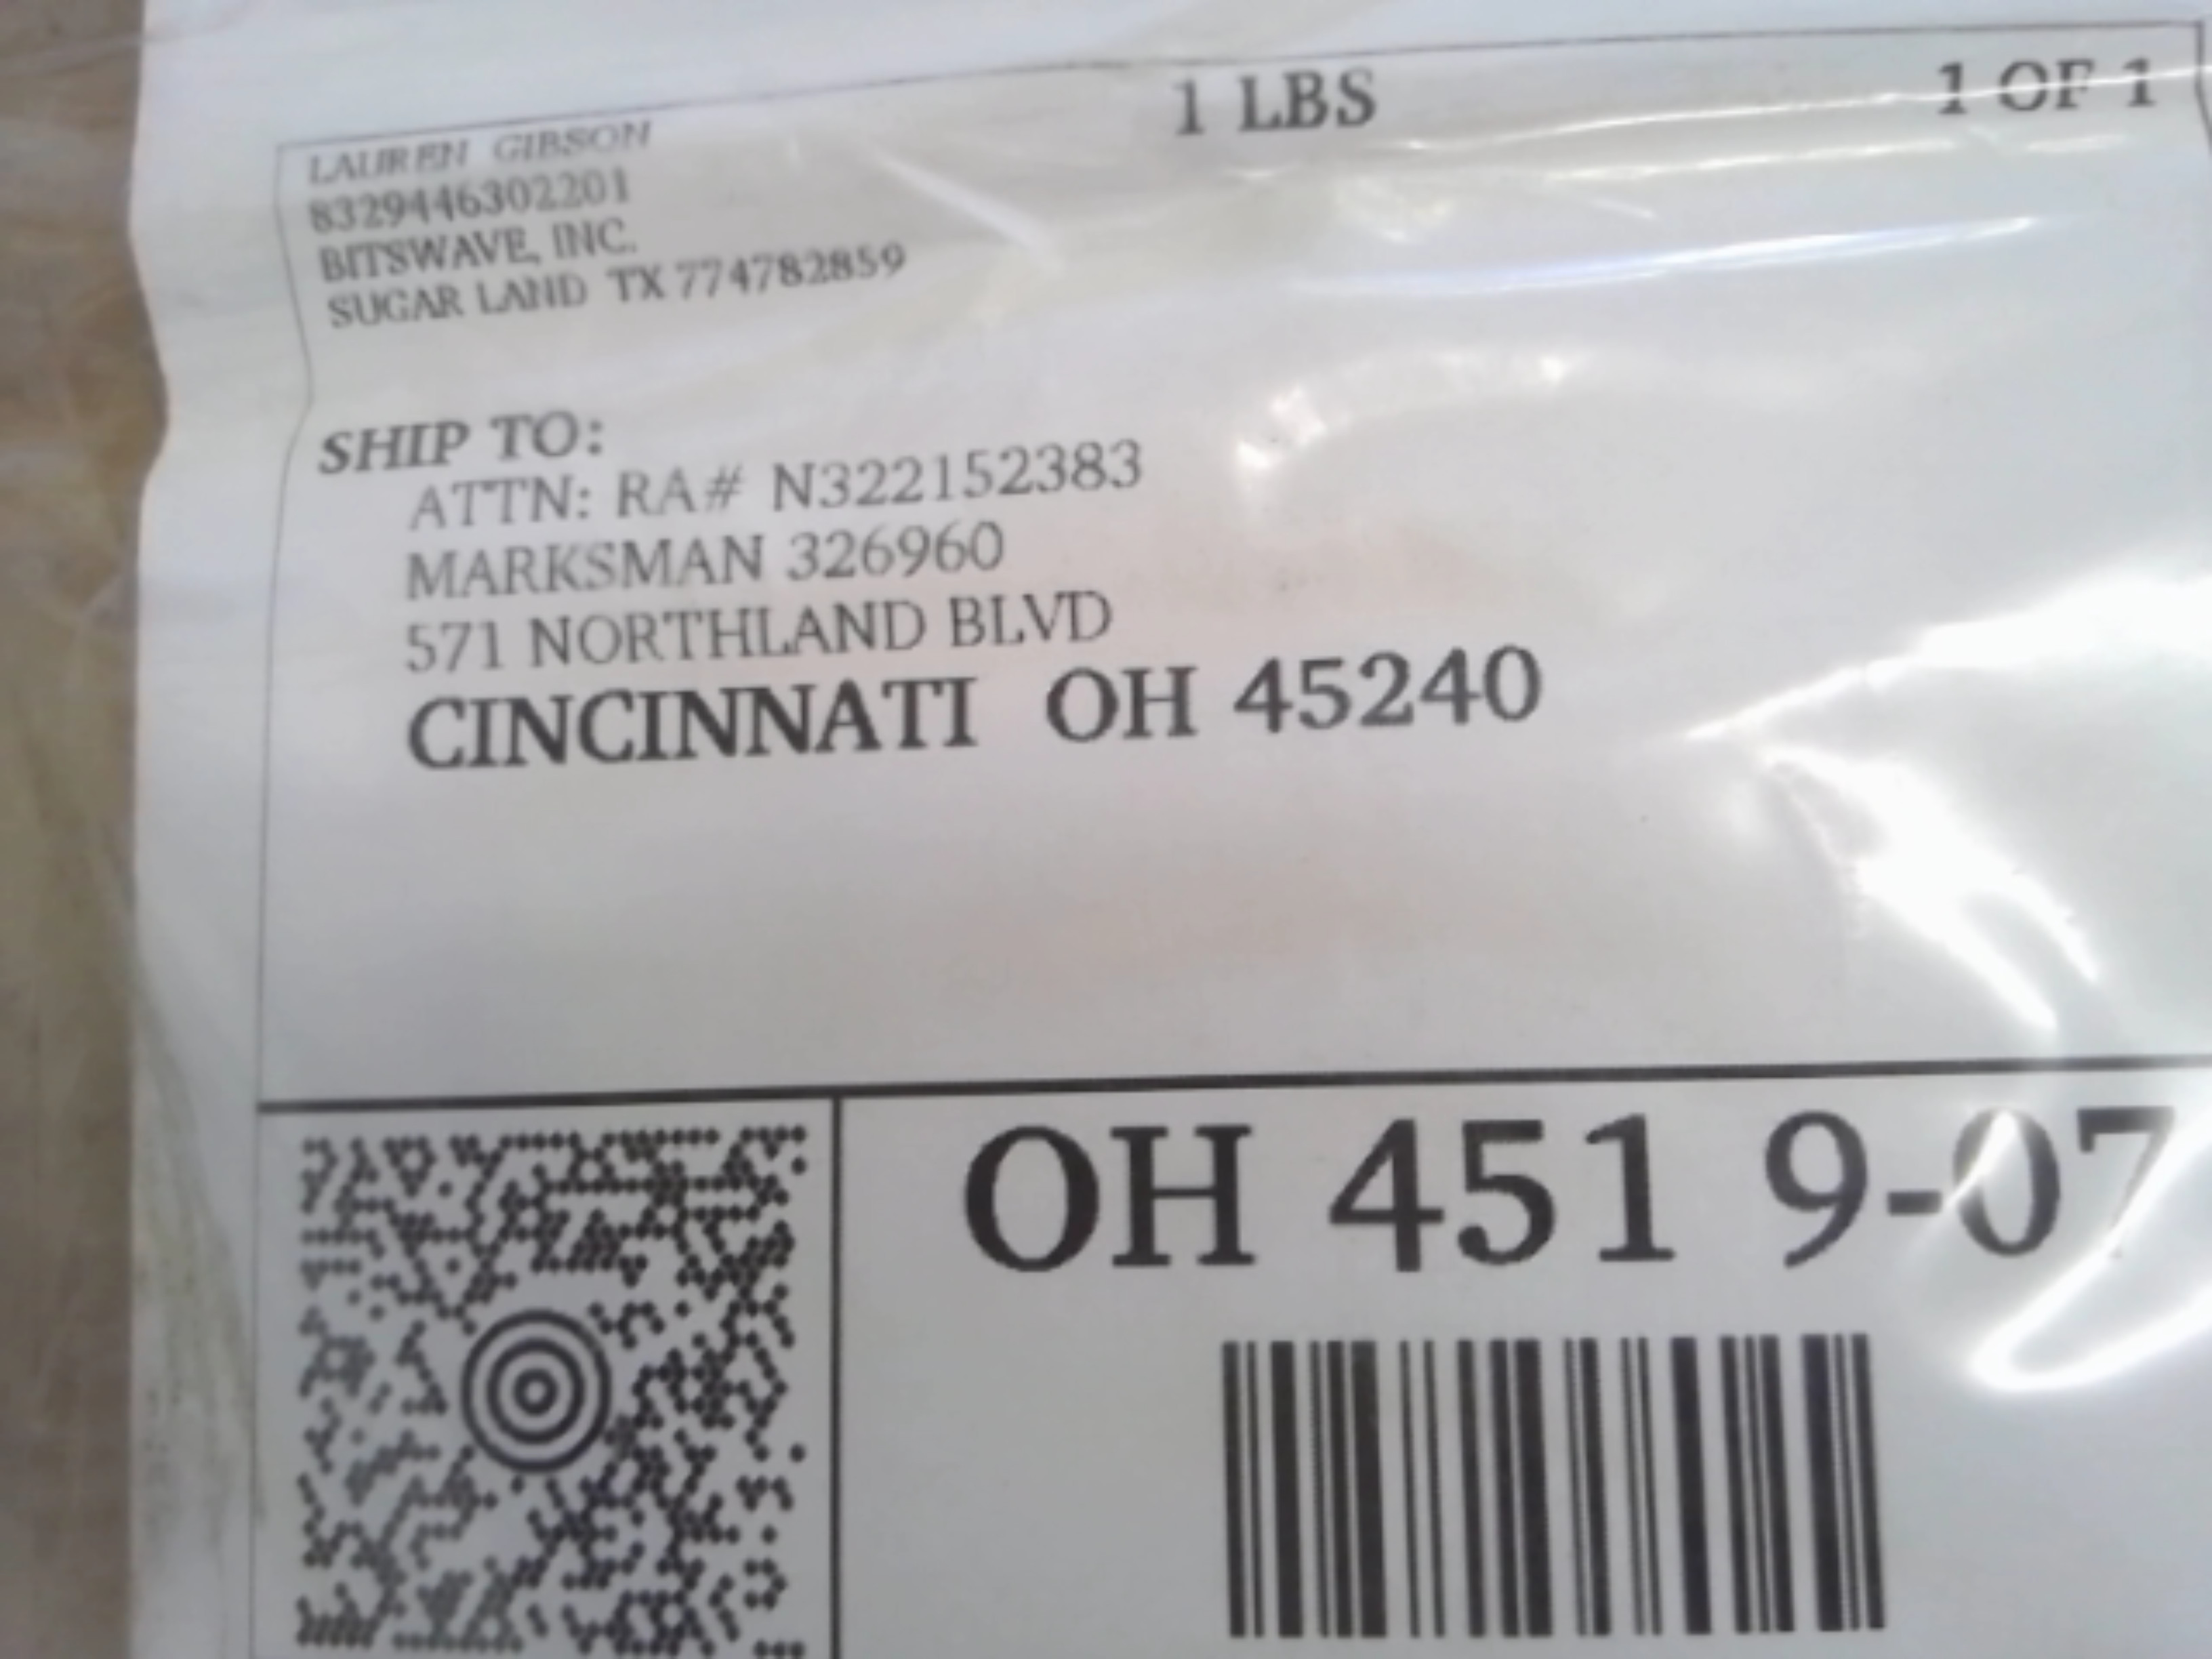 1 LBS 1 OF 1
LAUREN GIBSON
8329446302201
BITSWAVE, INC.
SUGAR LAND TX 774782859
SHIP TO:
ATTN: RA# N322152383
MARKSMAN 326960
571 NORTHLAND BLVD
CINCINNATI OH 45240
OH 451 9-07